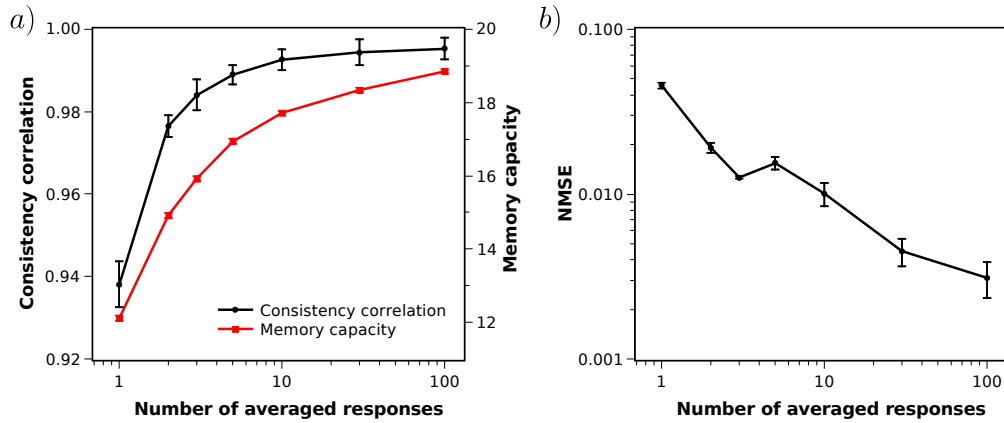 a)
1.00
0.98
0.96
0.94
0.92
Consistency correlation
20
18
16
14
12
Memory capacity
Consistency correlation
Memory capacity
1 10 100
Number of averaged responses
b)
0.100
0.010
0.001
NMSE
1 10 100
Number of averaged responses